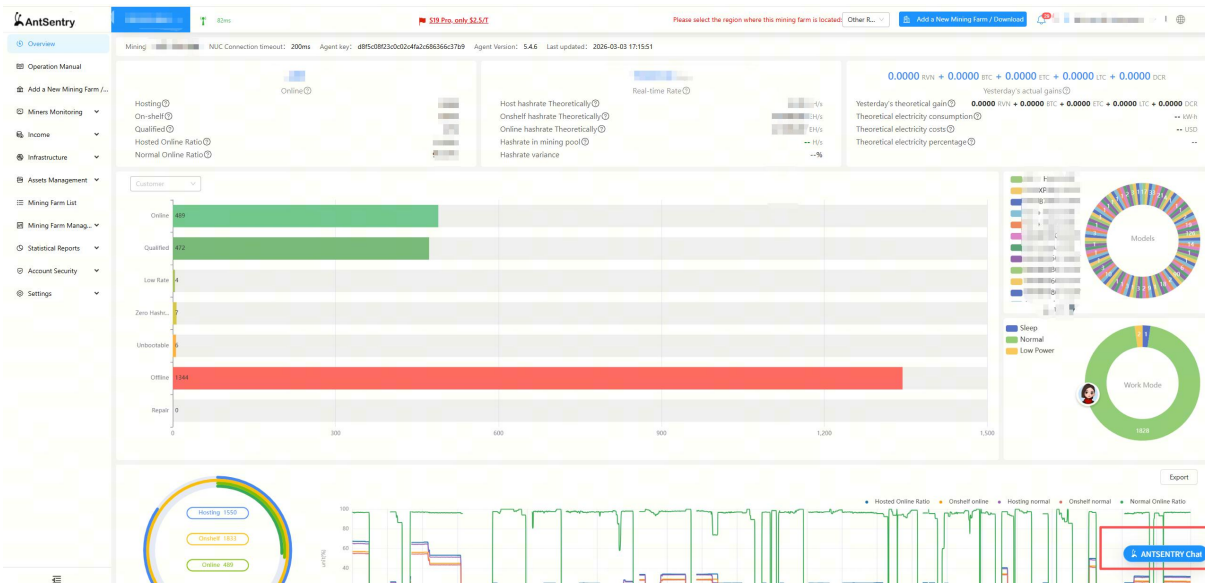 AntSentry
82ms
S19 Pro, only $2.5/T
Please select the region where this mining farm is located:
Other R...
Add a New Mining Farm / Download
Overview
Operation Manual
Add a New Mining Farm /...
Miners Monitoring
Income
Infrastructure
Assets Management
Mining Farm List
Mining Farm Manag...
Statistical Reports
Account Security
Settings
Mining
NUC Connection timeout: 200ms Agent key: d8f5c08f23c0c02c4fa2c686366c37b9 Agent Version: 5.4.6 Last updated: 2026-03-03 17:15:51
Online
Hosting
On-shelf
Qualified
Hosted Online Ratio
Normal Online Ratio
Real-time Rate
Host hashrate Theoretically H/s
Onshelf hashrate Theoretically EH/s
Online hashrate Theoretically EH/s
Hashrate in mining pool -- H/s
Hashrate variance --%
0.0000 RVN + 0.0000 BTC + 0.0000 ETC + 0.0000 LTC + 0.0000 DCR
Yesterday's actual gains
Yesterday's theoretical gain 0.0000 RVN + 0.0000 BTC + 0.0000 ETC + 0.0000 LTC + 0.0000 DCR
Theoretical electricity consumption -- kW·h
Theoretical electricity costs -- USD
Theoretical electricity percentage --
Customer
Online 489
Qualified 472
Low Rate 4
Zero Hashr... 7
Unbootable 6
Offline 1344
Repair 0
0 300 600 900 1,200 1,500
Models
Sleep
Normal
Low Power
Work Mode
1828
Export
Hosting 1550
Onshelf 1833
Online 489
Hosted Online Ratio Onshelf online Hosting normal Onshelf normal Normal Online Ratio
unit(%)
100
80
60
40
ANTSENTRY Chat